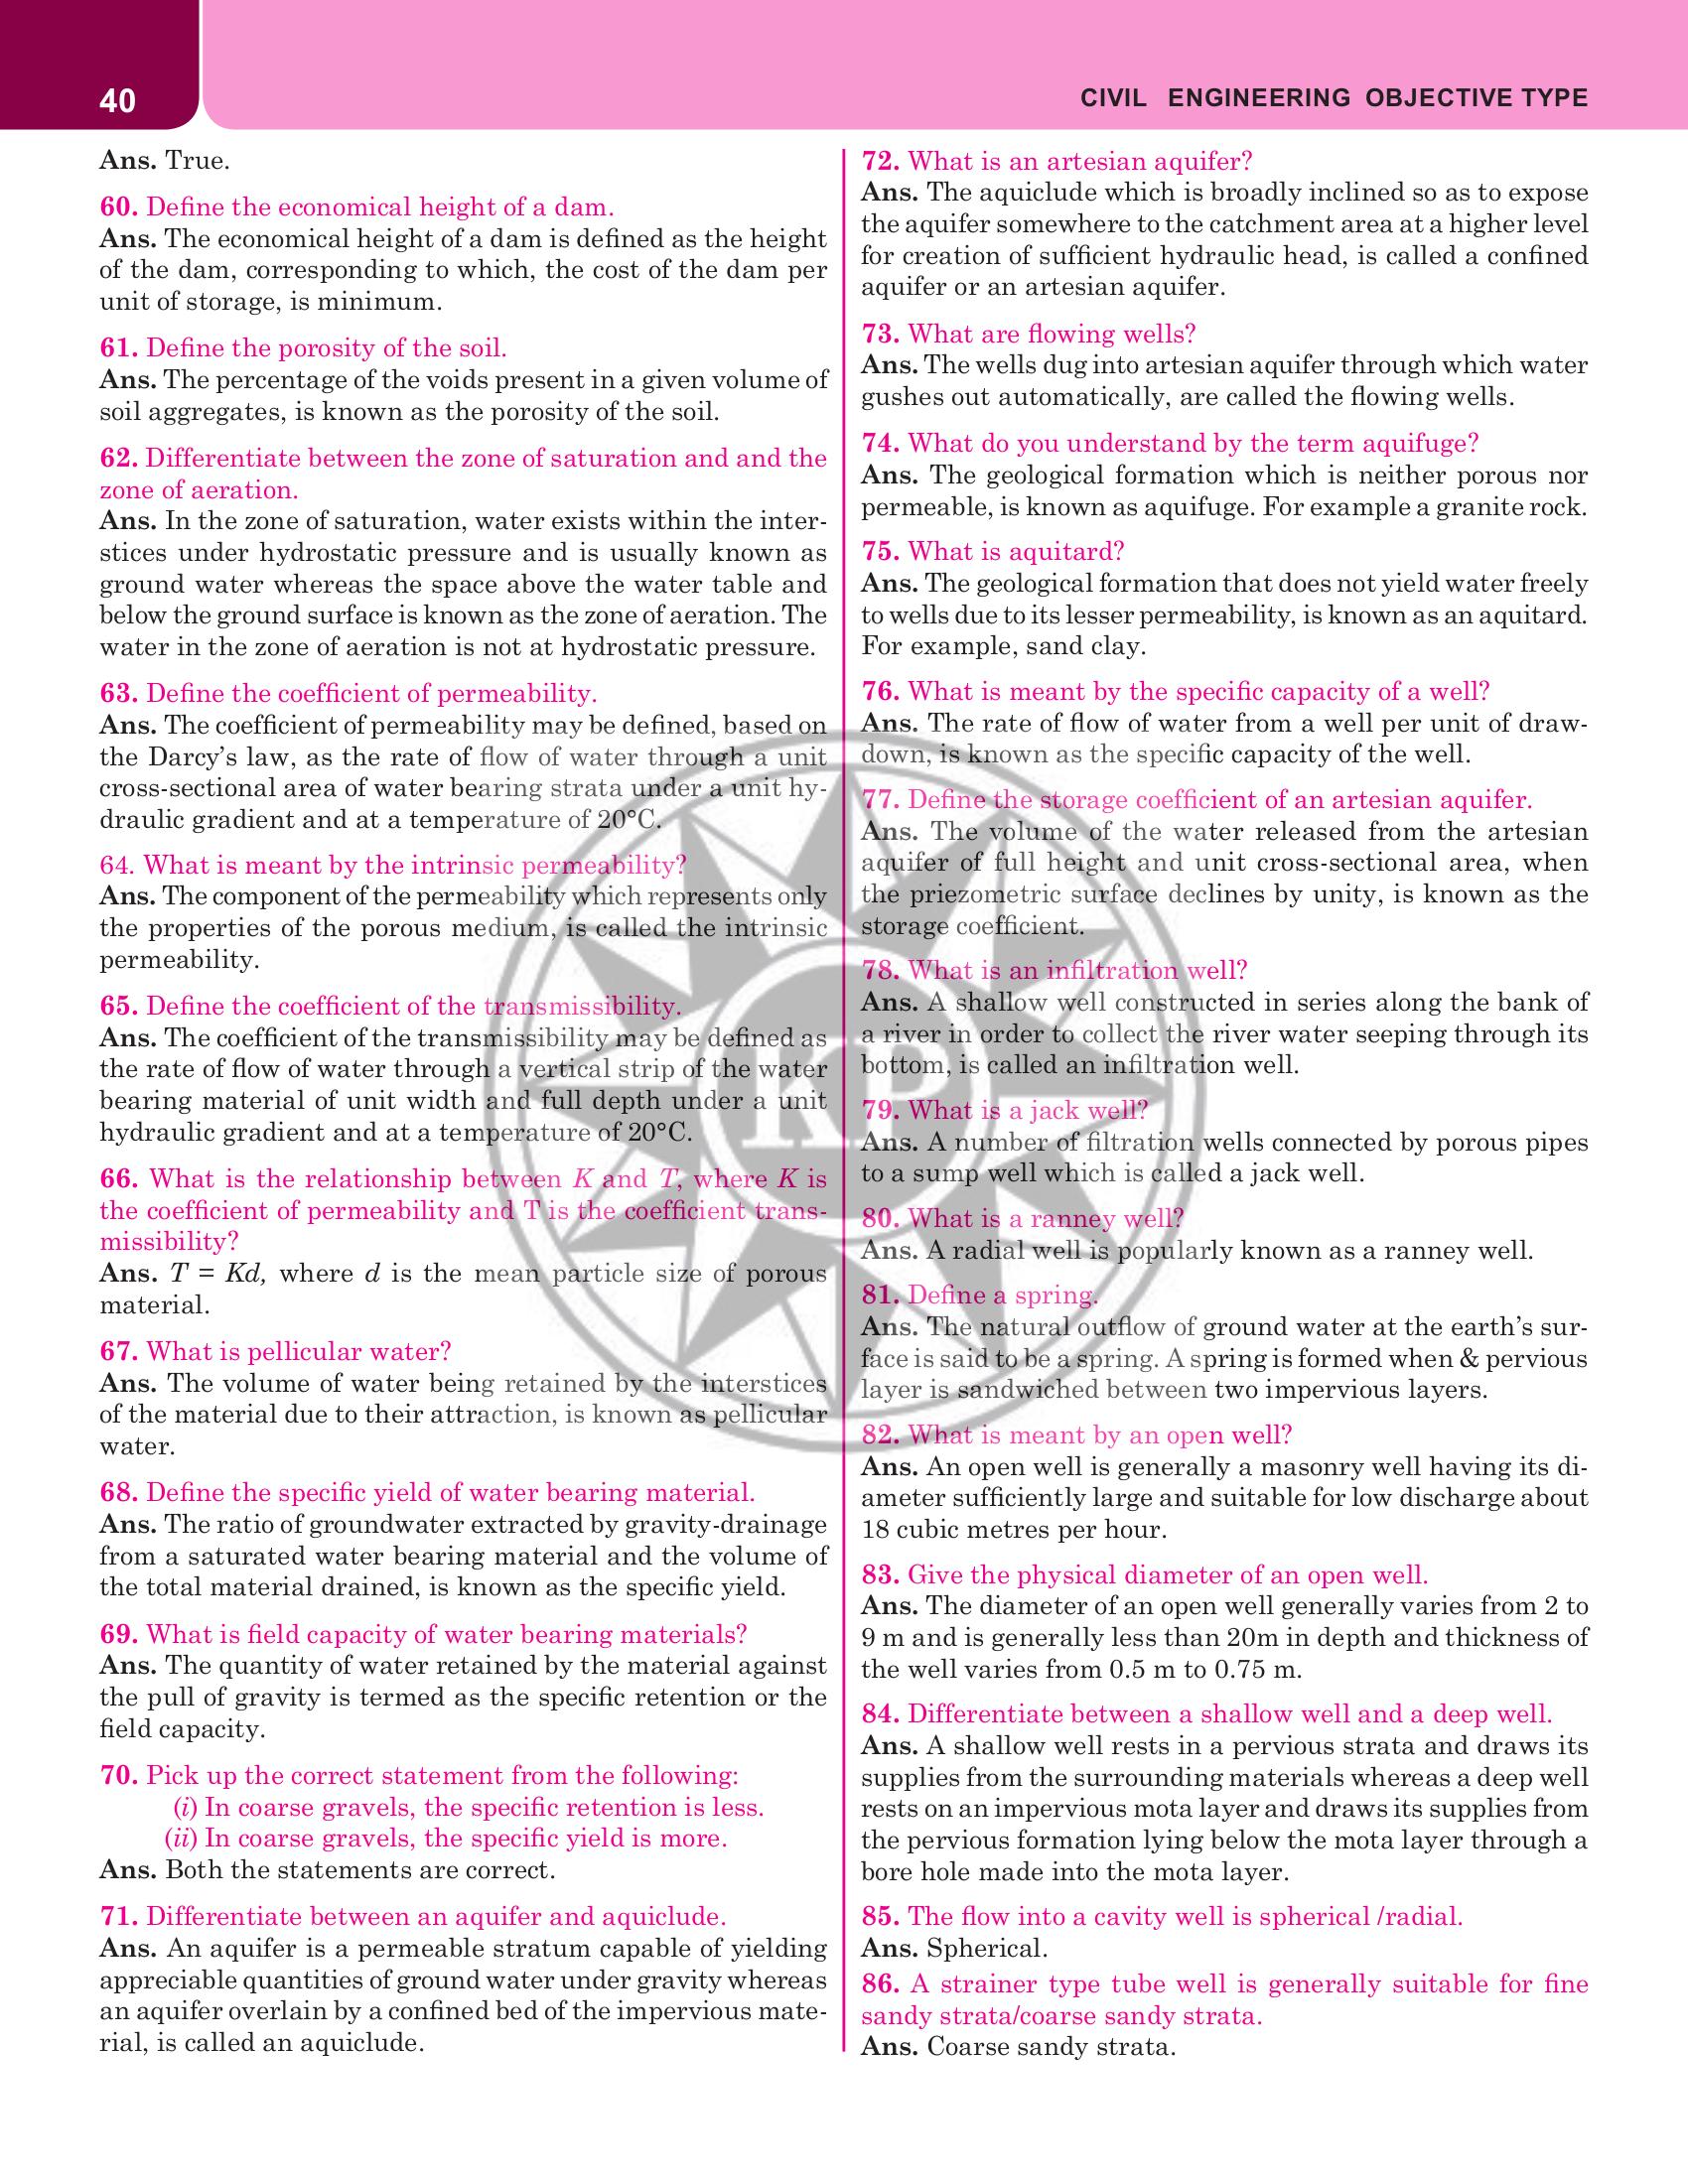 40
CIVIL ENGINEERING OBJECTIVE TYPE
Ans. True.
60. Define the economical height of a dam.
Ans. The economical height of a dam is defined as the height
of the dam, corresponding to which, the cost of the dam per
unit of storage, is minimum.
61. Define the porosity of the soil.
Ans. The percentage of the voids present in a given volume of
soil aggregates, is known as the porosity of the soil.
62. Differentiate between the zone of saturation and and the
zone of aeration.
Ans. In the zone of saturation, water exists within the inter-
stices under hydrostatic pressure and is usually known as
ground water whereas the space above the water table and
below the ground surface is known as the zone of aeration. The
water in the zone of aeration is not at hydrostatic pressure.
63. Define the coefficient of permeability.
Ans. The coefficient of permeability may be defined, based on
the Darcy's law, as the rate of flow of water through a unit
cross-sectional area of water bearing strata under a unit hy-
draulic gradient and at a temperature of 20°C.
64. What is meant by the intrinsic permeability?
Ans. The component of the permeability which represents only
the properties of the porous medium, is called the intrinsic
permeability.
65. Define the coefficient of the transmissibility.
Ans. The coefficient of the transmissibility may be defined as
the rate of flow of water through a vertical strip of the water
bearing material of unit width and full depth under a unit
hydraulic gradient and at a temperature of 20°C.
66. What is the relationship between K and T, where K is
the coefficient of permeability and T is the coefficient trans-
missibility?
Ans. T = Kd, where d is the mean particle size of porous
material.
67. What is pellicular water?
Ans. The volume of water being retained by the interstices
of the material due to their attraction, is known as pellicular
water.
68. Define the specific yield of water bearing material.
Ans. The ratio of groundwater extracted by gravity-drainage
from a saturated water bearing material and the volume of
the total material drained, is known as the specific yield.
69. What is field capacity of water bearing materials?
Ans. The quantity of water retained by the material against
the pull of gravity is termed as the specific retention or the
field capacity.
70. Pick up the correct statement from the following:
(i) In coarse gravels, the specific retention is less.
(ii) In coarse gravels, the specific yield is more.
Ans. Both the statements are correct.
71. Differentiate between an aquifer and aquiclude.
Ans. An aquifer is a permeable stratum capable of yielding
appreciable quantities of ground water under gravity whereas
an aquifer overlain by a confined bed of the impervious mate-
rial, is called an aquiclude.
72. What is an artesian aquifer?
Ans. The aquiclude which is broadly inclined so as to expose
the aquifer somewhere to the catchment area at a higher level
for creation of sufficient hydraulic head, is called a confined
aquifer or an artesian aquifer.
73. What are flowing wells?
Ans. The wells dug into artesian aquifer through which water
gushes out automatically, are called the flowing wells.
74. What do you understand by the term aquifuge?
Ans. The geological formation which is neither porous nor
permeable, is known as aquifuge. For example a granite rock.
75. What is aquitard?
Ans. The geological formation that does not yield water freely
to wells due to its lesser permeability, is known as an aquitard.
For example, sand clay.
76. What is meant by the specific capacity of a well?
Ans. The rate of flow of water from a well per unit of draw-
down, is known as the specific capacity of the well.
77. Define the storage coefficient of an artesian aquifer.
Ans. The volume of the water released from the artesian
aquifer of full height and unit cross-sectional area, when
the priezometric surface declines by unity, is known as the
storage coefficient.
78. What is an infiltration well?
Ans. A shallow well constructed in series along the bank of
a river in order to collect the river water seeping through its
bottom, is called an infiltration well.
79. What is a jack well?
Ans. A number of filtration wells connected by porous pipes
to a sump well which is called a jack well.
80. What is a ranney well?
Ans. A radial well is popularly known as a ranney well.
81. Define a spring.
Ans. The natural outflow of ground water at the earth's sur-
face is said to be a spring. A spring is formed when & pervious
layer is sandwiched between two impervious layers.
82. What is meant by an open well?
Ans. An open well is generally a masonry well having its di-
ameter sufficiently large and suitable for low discharge about
18 cubic metres per hour.
83. Give the physical diameter of an open well.
Ans. The diameter of an open well generally varies from 2 to
9 m and is generally less than 20m in depth and thickness of
the well varies from 0.5 m to 0.75 m.
84. Differentiate between a shallow well and a deep well.
Ans. A shallow well rests in a pervious strata and draws its
supplies from the surrounding materials whereas a deep well
rests on an impervious mota layer and draws its supplies from
the pervious formation lying below the mota layer through a
bore hole made into the mota layer.
85. The flow into a cavity well is spherical /radial.
Ans. Spherical.
86. A strainer type tube well is generally suitable for fine
sandy strata/coarse sandy strata.
Ans. Coarse sandy strata.
KP